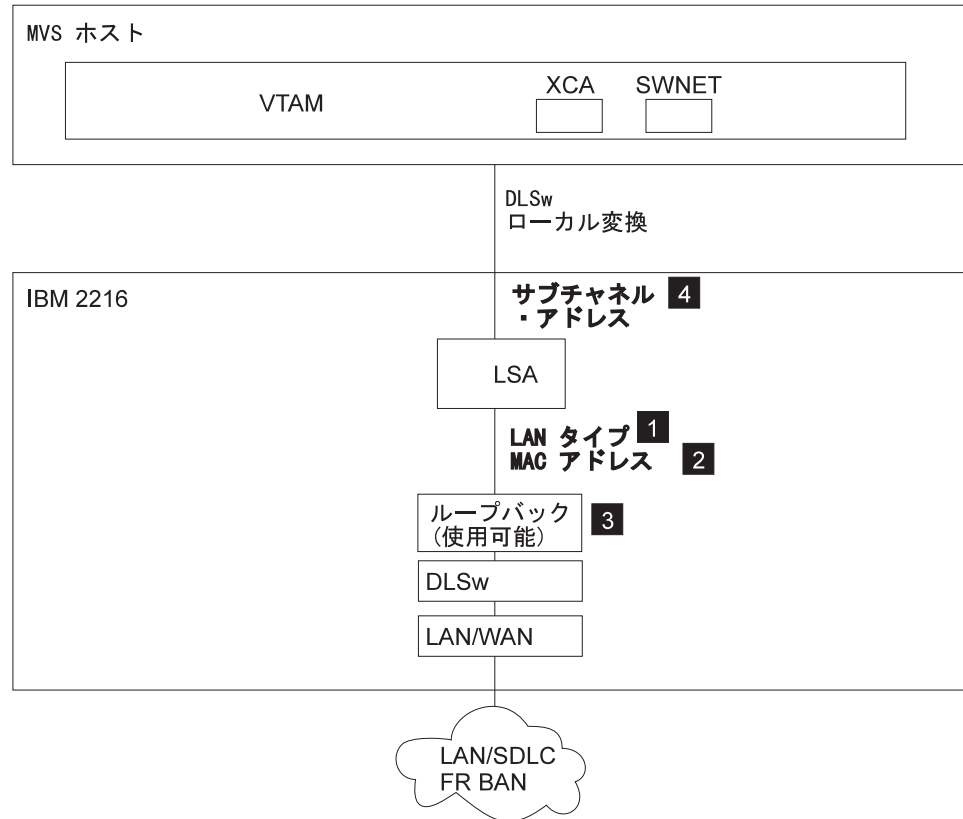 MVS ホスト
VTAM
XCA
SWNET
DLSw
ローカル変換
IBM 2216
サブチャネル 4
・アドレス
LSA
LAN タイプ 1
MAC アドレス 2
ループバック
(使用可能)
3
DLSw
LAN/WAN
LAN/SDLC
FR BAN